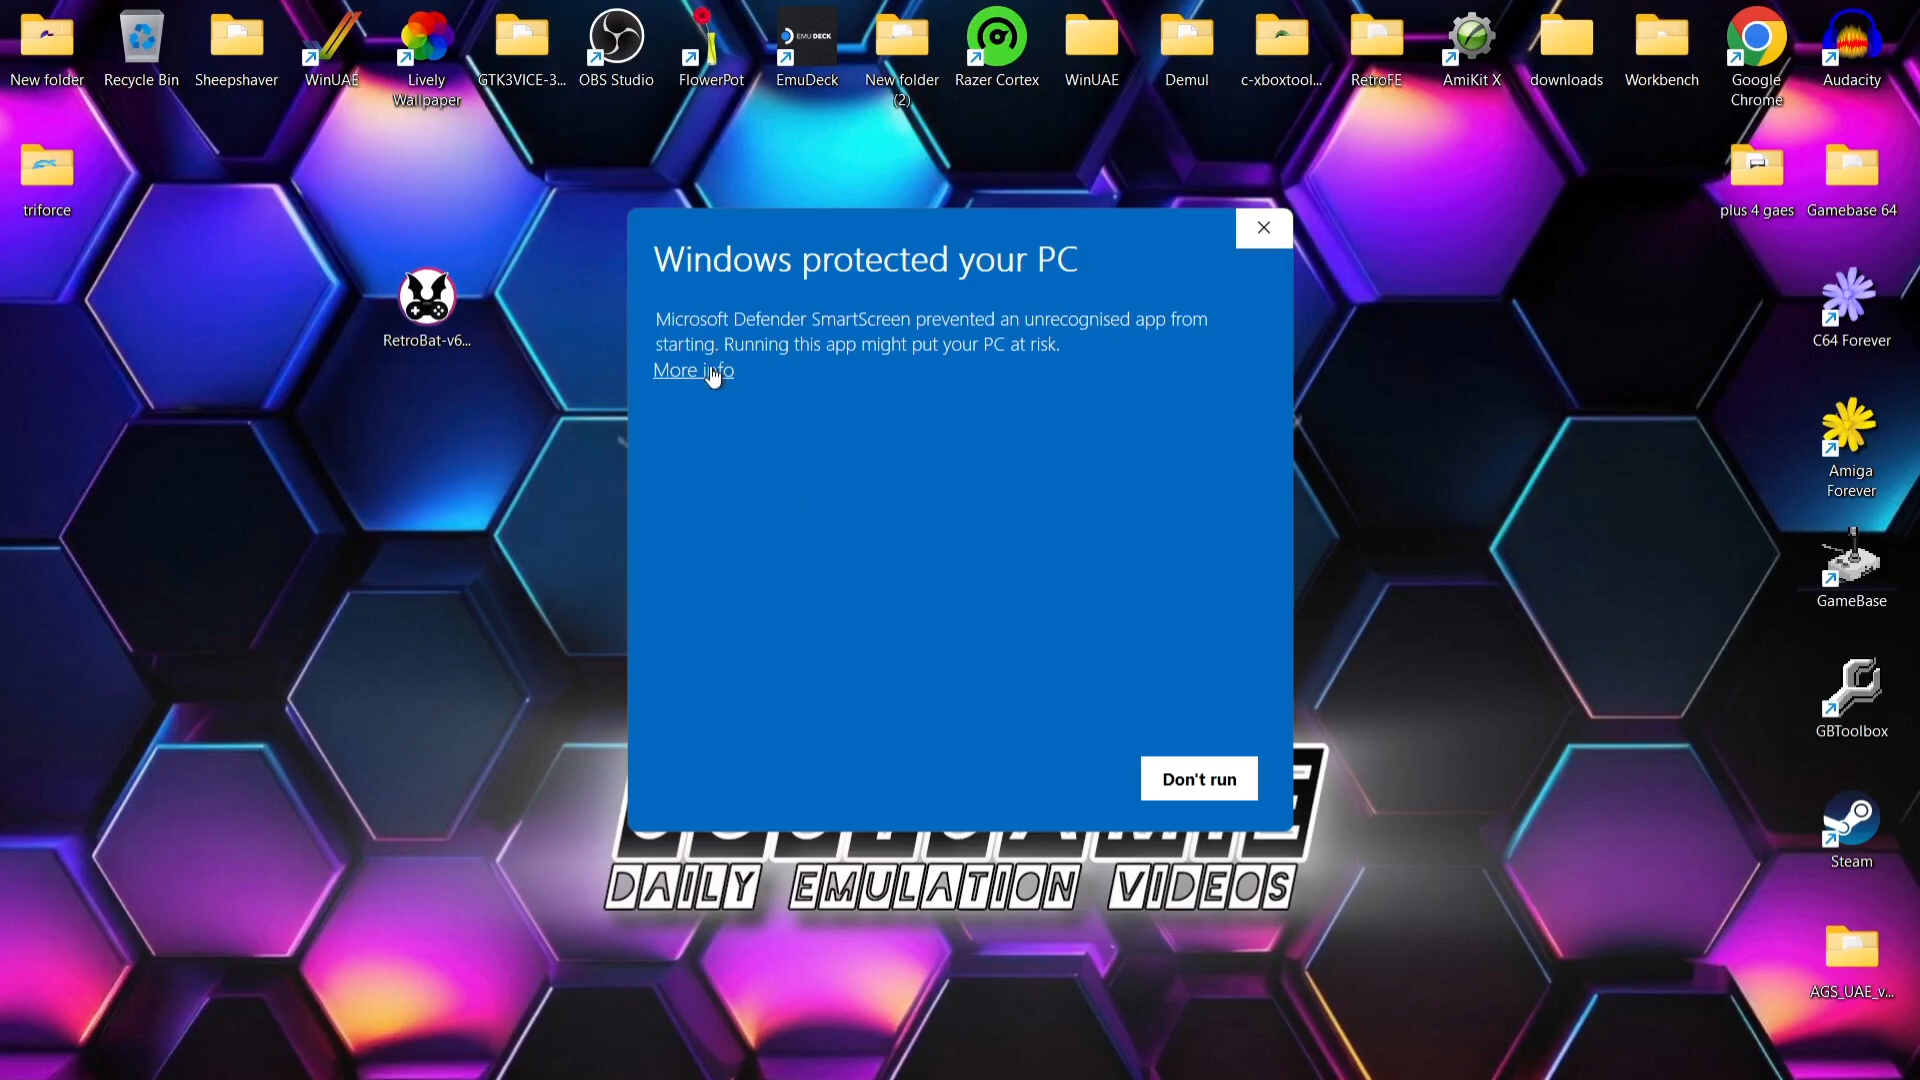 New folder
Recycle Bin
Sheepshaver
WinUAE
Lively
Wallpaper
GTK3VICE-3...
OBS Studio
FlowerPot
EMUDECK
EmuDeck
New folder
(2)
Razer Cortex
WinUAE
Demul
c-xboxtool...
RetroFE
AmiKit X
downloads
Workbench
Google
Chrome
Audacity
triforce
plus 4 gaes
Gamebase 64
RetroBat-v6...
C64 Forever
Amiga
Forever
GameBase
GBToolbox
Steam
AGS_UAE_v...
Windows protected your PC
Microsoft Defender SmartScreen prevented an unrecognised app from
starting. Running this app might put your PC at risk.
More info
Don't run
DAILY EMULATION VIDEOS